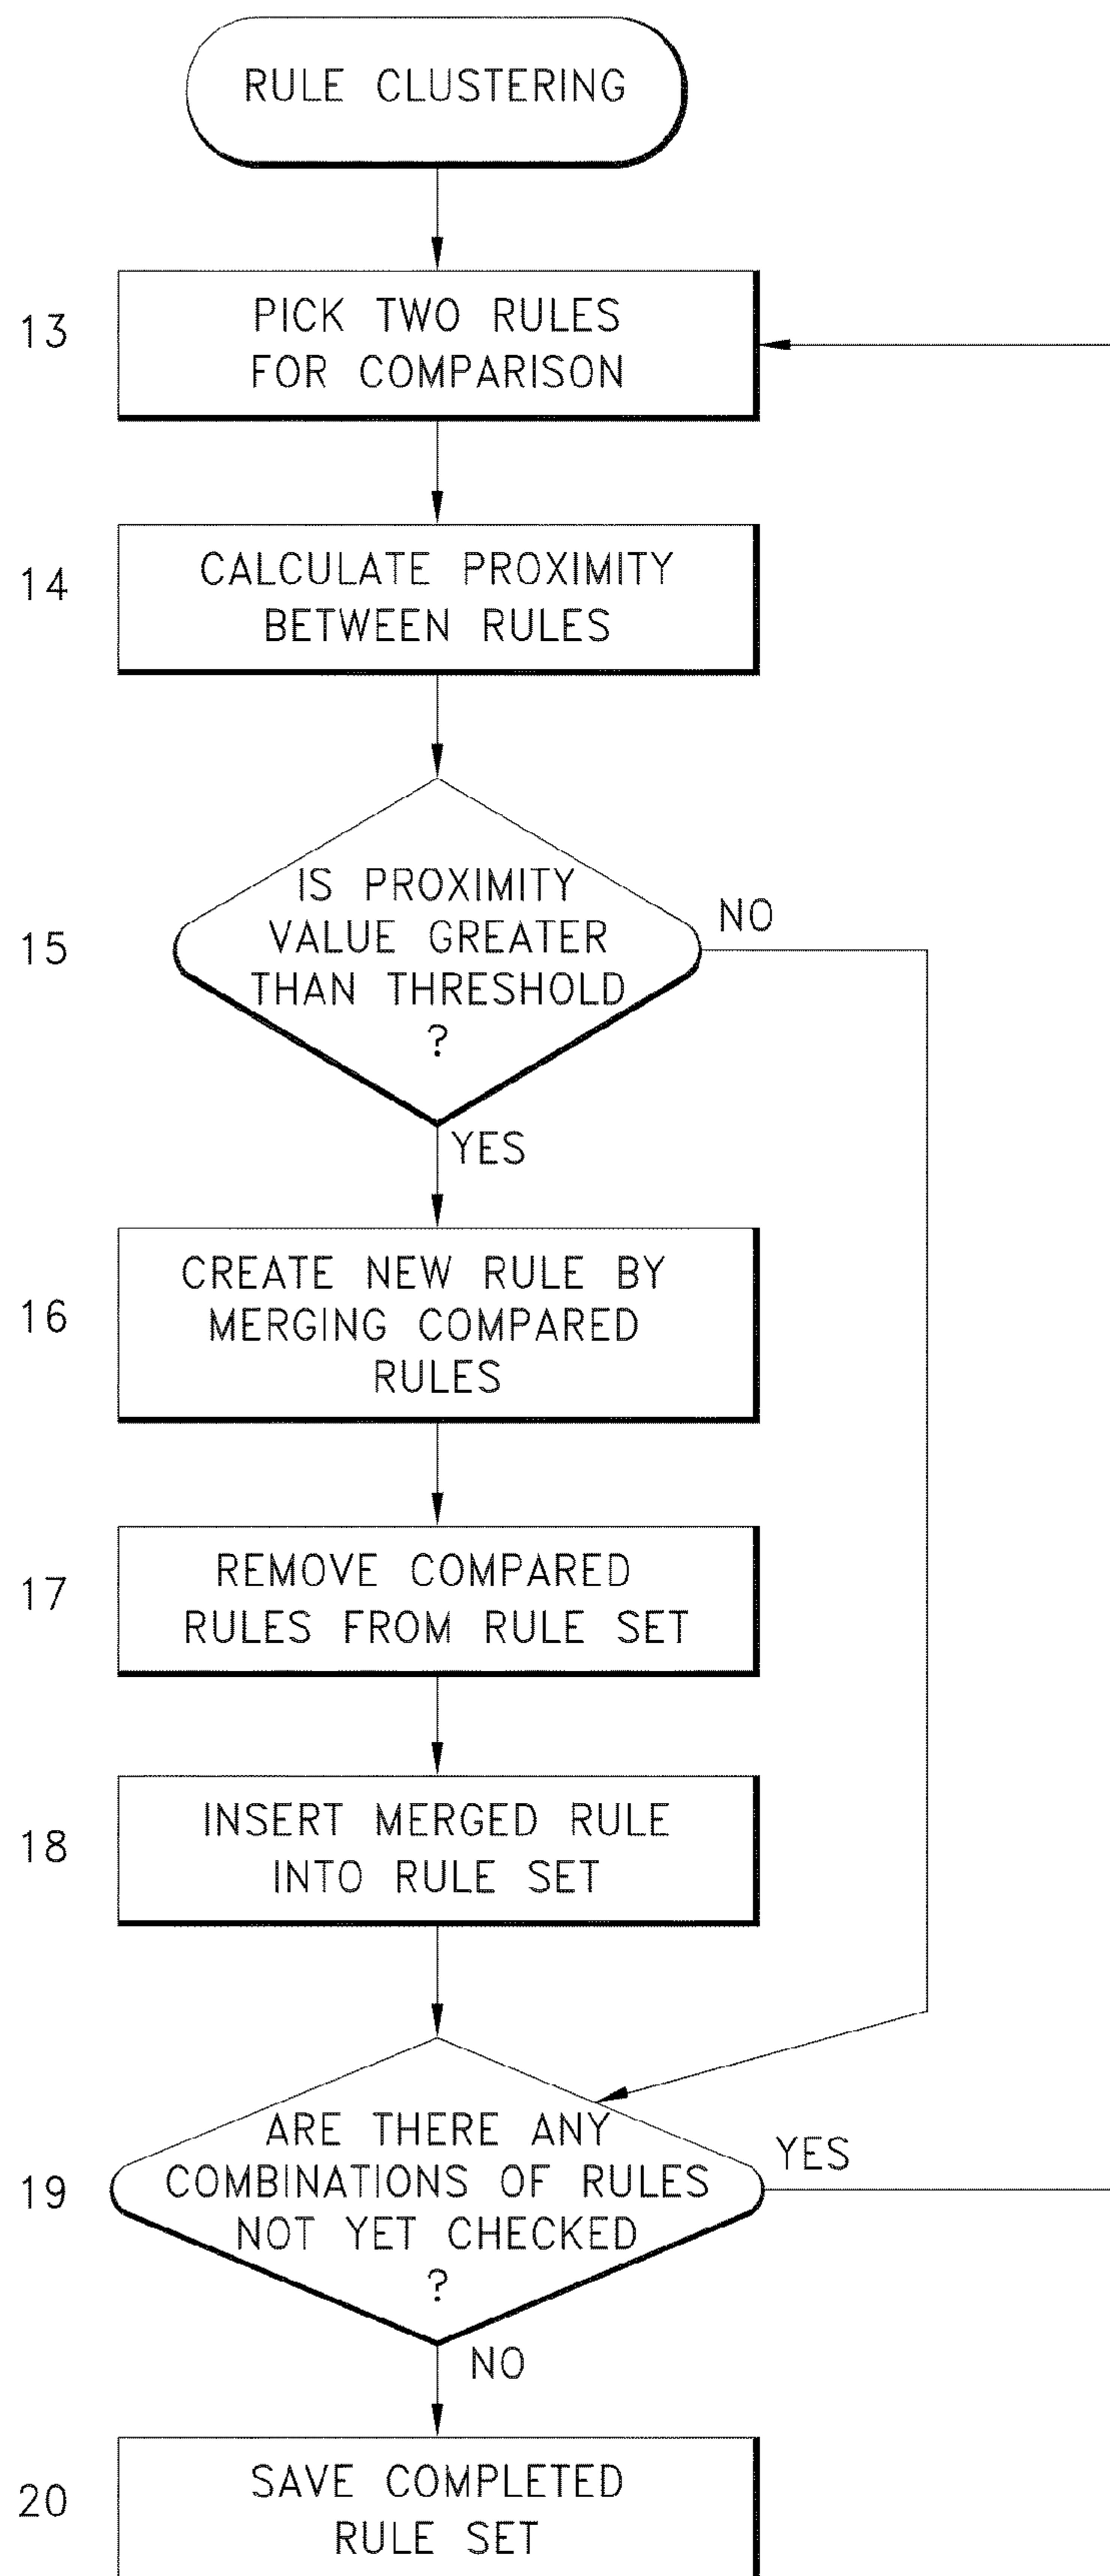 RULE CLUSTERING
13
PICK TWO RULES
FOR COMPARISON
14
CALCULATE PROXIMITY
BETWEEN RULES
15
IS PROXIMITY
VALUE GREATER
THAN THRESHOLD
?
NO
YES
16
CREATE NEW RULE BY
MERGING COMPARED
RULES
17
REMOVE COMPARED
RULES FROM RULE SET
18
INSERT MERGED RULE
INTO RULE SET
19
ARE THERE ANY
COMBINATIONS OF RULES
NOT YET CHECKED
?
YES
NO
20
SAVE COMPLETED
RULE SET